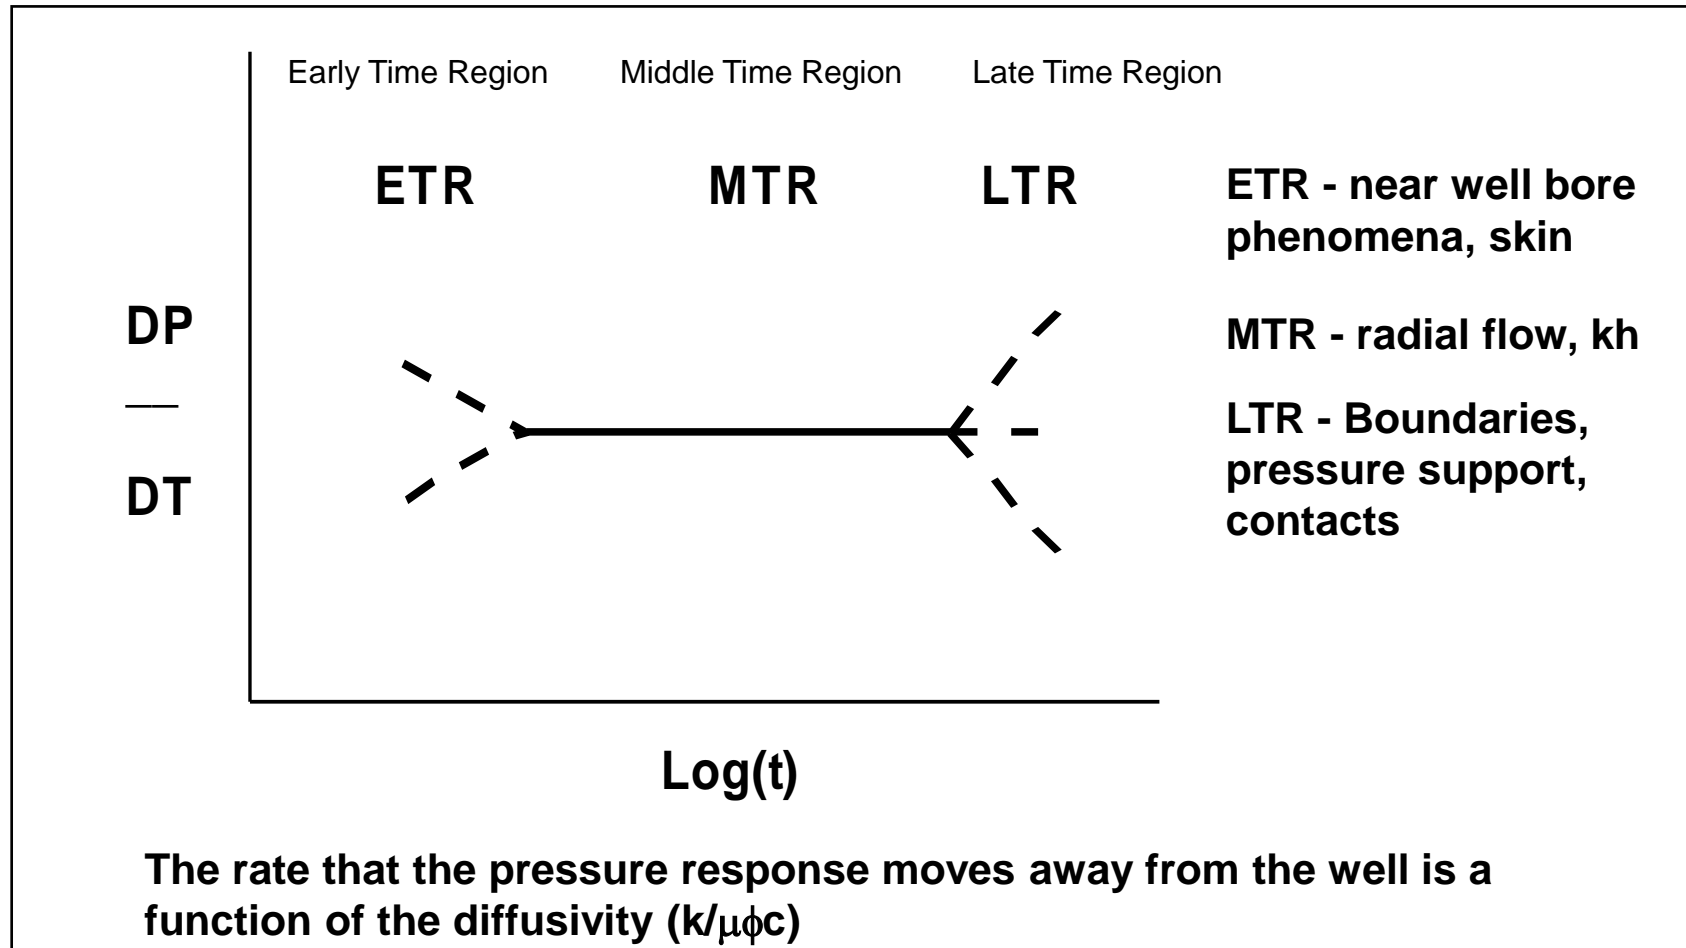 Early Time Region Middle Time Region Late Time Region
ETR MTR LTR
DP
__
DT
Log(t)
ETR - near well bore
phenomena, skin
MTR - radial flow, kh
LTR - Boundaries,
pressure support,
contacts
The rate that the pressure response moves away from the well is a
function of the diffusivity (k/μϕc)